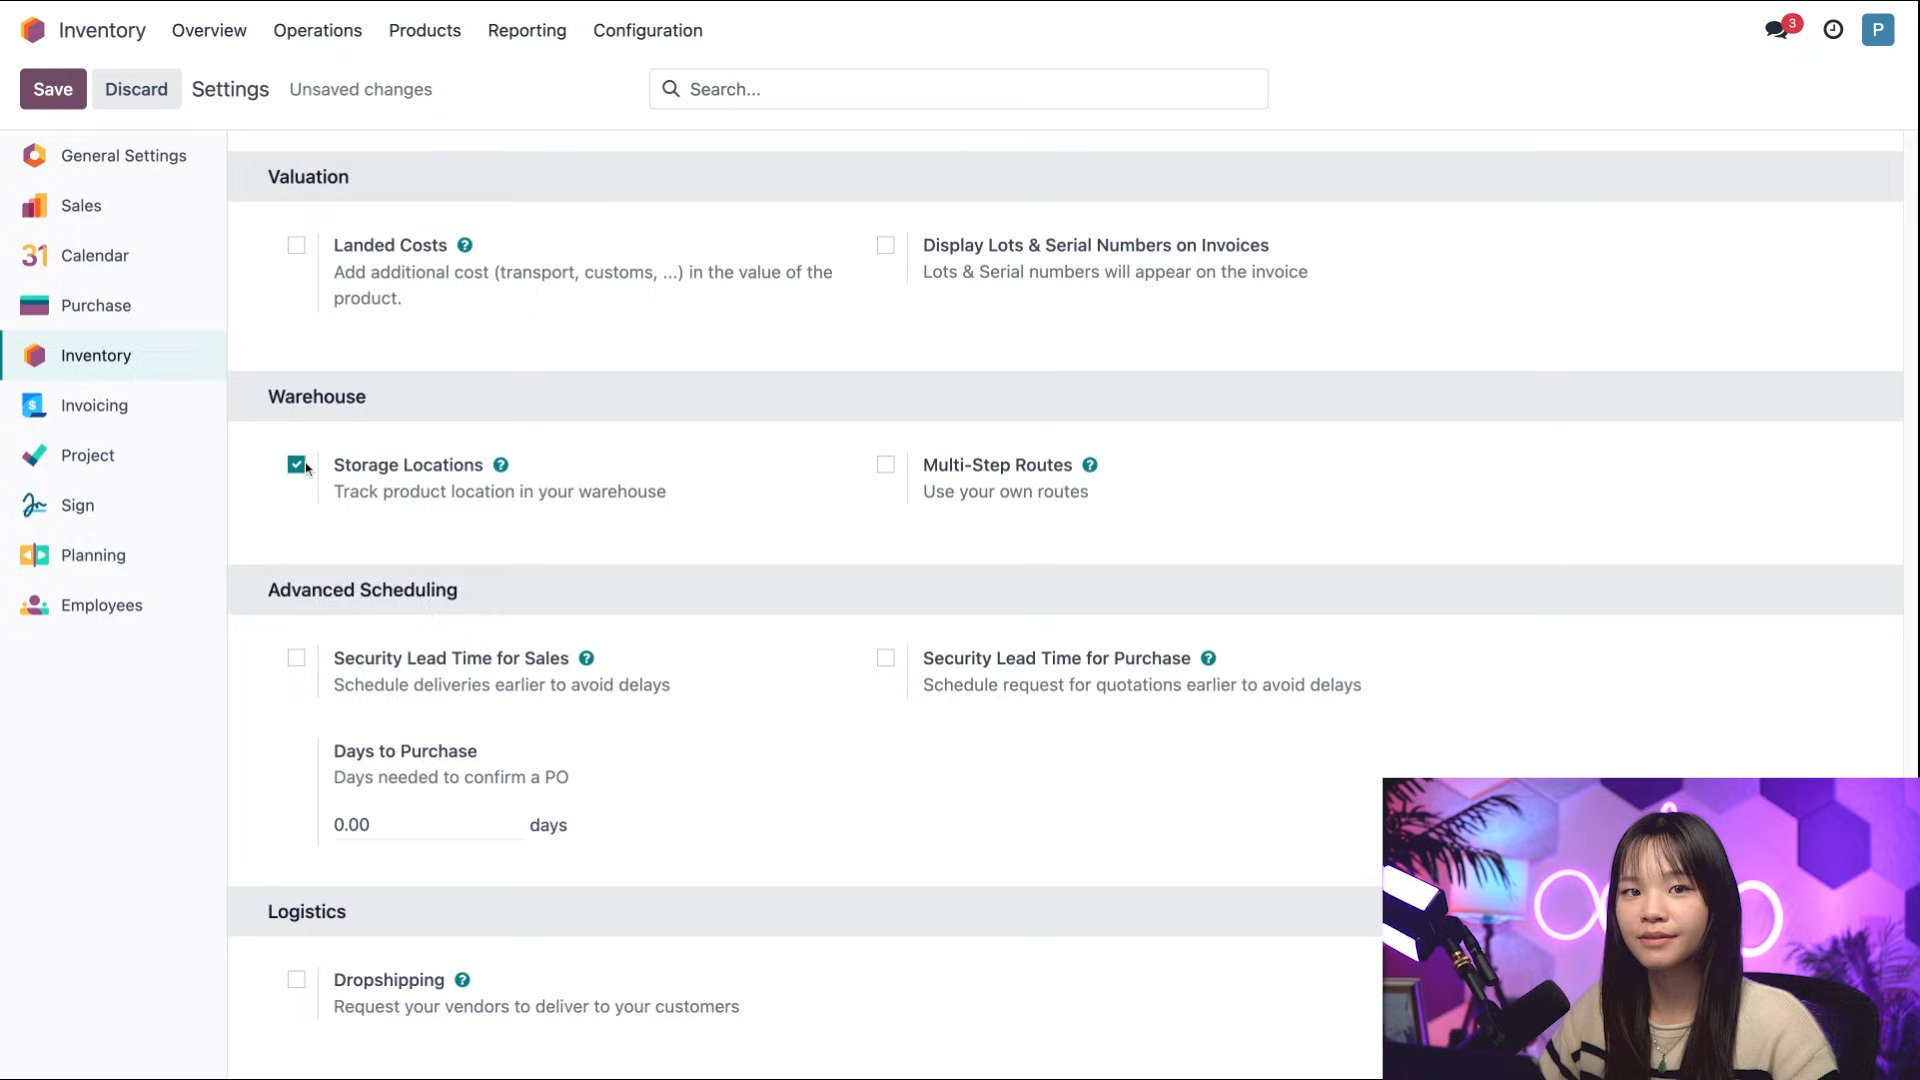 Inventory Overview Operations Products Reporting Configuration 3 P
Save Discard Settings Unsaved changes Search...
General Settings
Sales
31 Calendar
Purchase
Inventory
Invoicing
Project
Sign
Planning
Employees
Valuation
Landed Costs ?
Add additional cost (transport, customs, ...) in the value of the
product.
Display Lots & Serial Numbers on Invoices
Lots & Serial numbers will appear on the invoice
Warehouse
Storage Locations ?
Track product location in your warehouse
Multi-Step Routes ?
Use your own routes
Advanced Scheduling
Security Lead Time for Sales ?
Schedule deliveries earlier to avoid delays
Security Lead Time for Purchase ?
Schedule request for quotations earlier to avoid delays
Days to Purchase
Days needed to confirm a PO
0.00 days
Logistics
Dropshipping ?
Request your vendors to deliver to your customers